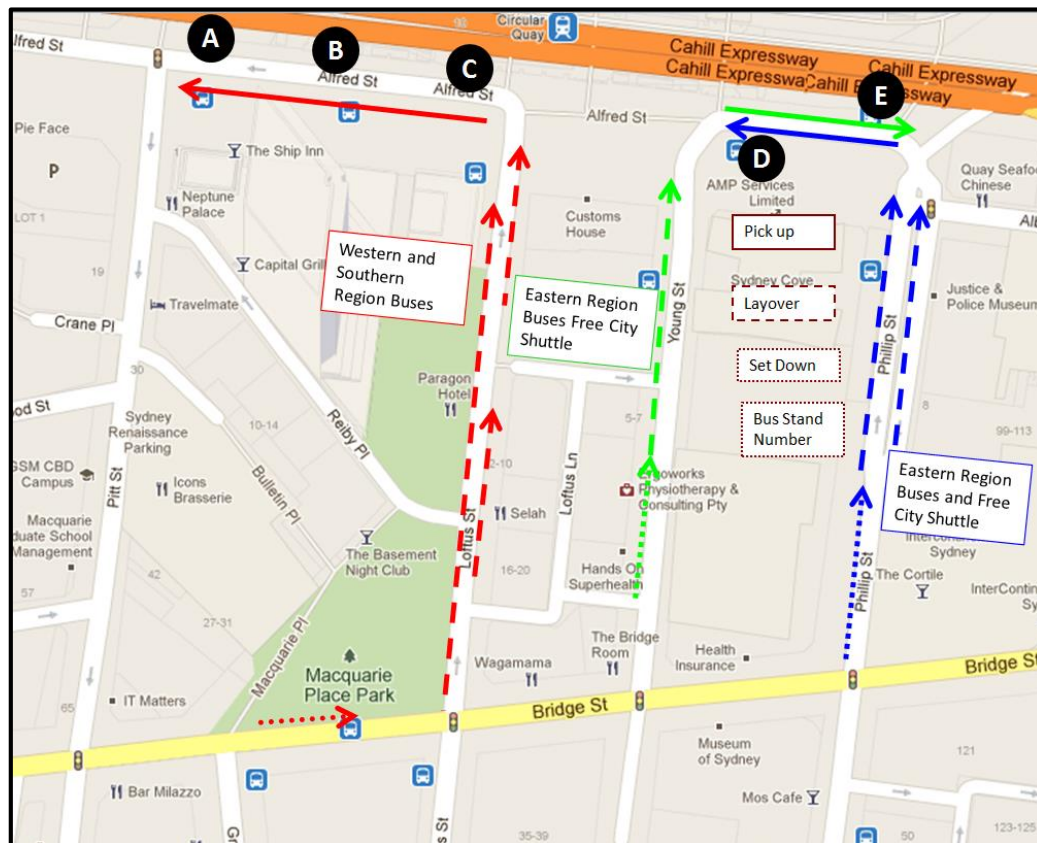 Circular
Quay
16
Cahill Expressway
Cahill Expressway
Cahill Expressway
Cahill Expressway
Alfred St
A
B
C
D
E
Alfred St
Alfred St
Alfred St
Pie Face
P
LOT 1
1
The Ship Inn
Neptune
Palace
19
Capital Grill
Travelmate
Crane Pl
Western and
Southern
Region Buses
Customs
House
Eastern Region
Buses Free City
Shuttle
AMP Services
Limited
Pick up
Sydney Cove
Layover
Set Down
Bus Stand
Number
Quay Seafood
Chinese
Alb
Justice &
Police Museum
Young St
Phillip St
30
Sydney
Renaissance
Parking
10-14
Reiby Pl
Bulletin Pl
Paragon
Hotel
2-10
5-7
8
99-113
Eastern Region
Buses and Free
City Shuttle
GSM CBD
Campus
Pitt St
Icons
Brasserie
Macquarie
duate School
Management
Loftus St
Loftus Ln
Selah
16-20
Physiotherapy &
Consulting Pty
Hands On
Superhealth
The Basement
Night Club
Sydney
The Cortile
InterContin
Sy
Phillip St
57
42
27-31
Macquarie Pl
Macquarie
Place Park
IT Matters
65
Wagamama
The Bridge
Room
Health
Insurance
Bridge St
Bridge St
Museum
of Sydney
121
Bar Milazzo
Mos Cafe
35-39
50
123-125